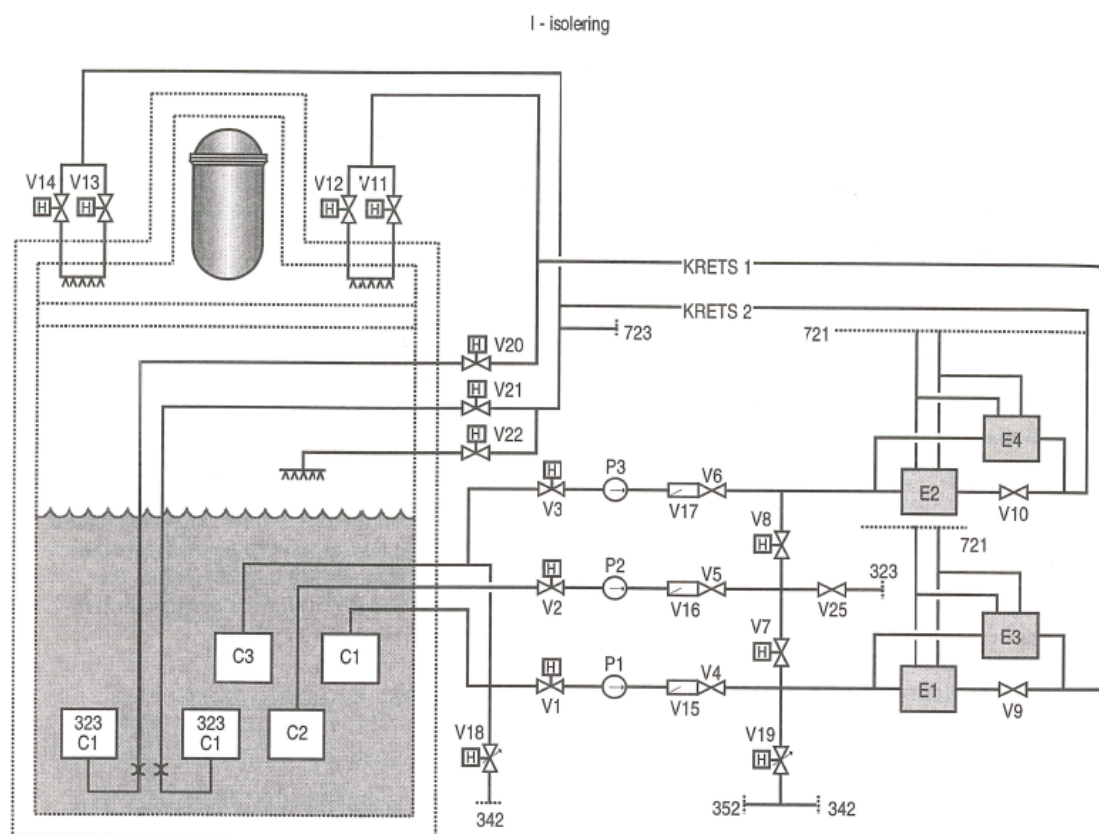 I - isolering
V14 V13 V12 V11
H H H H
KRETS 1
KRETS 2
723
721
H V20
H V21
H V22
E4
H P3 V6
V3 V17
E2 V10
V8
H
721
H P2 V5
V2 V16
323
V25
V7
H
C3 C1
E3
H P1 V4
V1 V15
E1 V9
323
C1
323
C1
C2
V18
H
V19
H
342
352 342